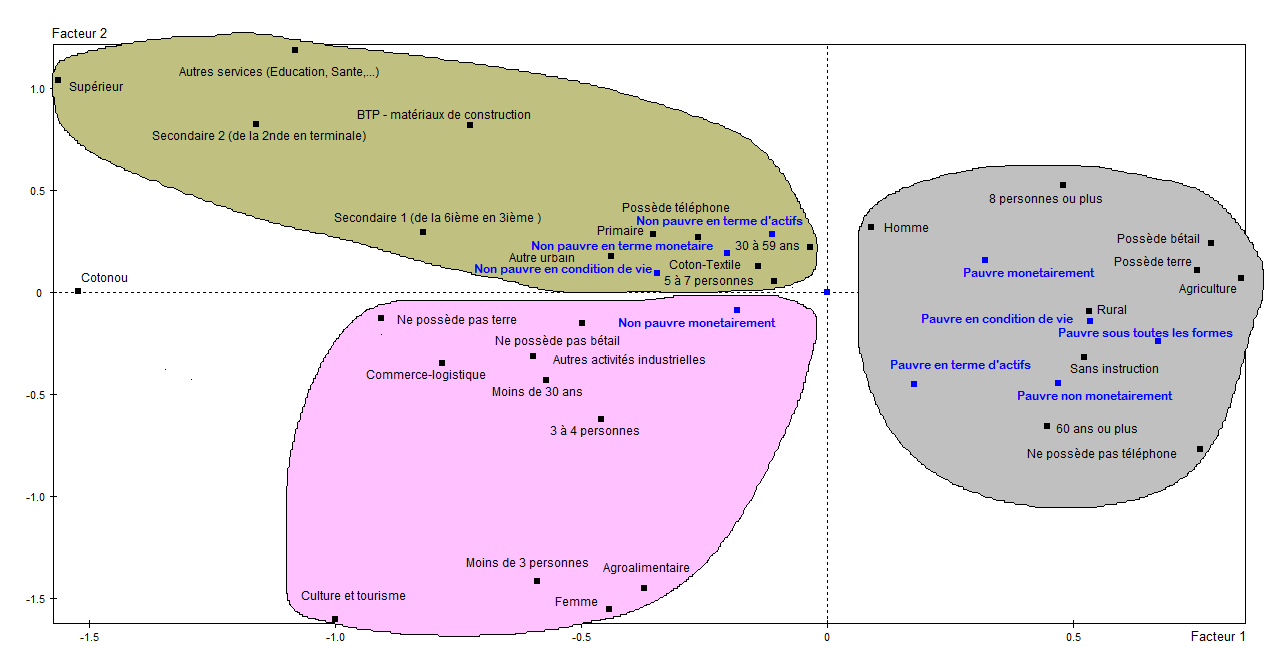 Facteur 2
Autres services (Education, Sante,...)
1.0
Supérieur
BTP - matériaux de construction
Secondaire 2 (de la 2nde en terminale)
0.5
8 personnes ou plus
Possède téléphone
Secondaire 1 (de la 6ième en 3ième )
Non pauvre en terme d'actifs
Primaire
Homme
Non pauvre en terme monetaire
30 à 59 ans
Possède bétail
Autre urbain
Coton-Textile
Possède terre
Non pauvre en condition de vie
Pauvre monetairement
Cotonou
5 à 7 personnes
Agriculture
0
Ne possède pas terre
Non pauvre monetairement
Rural
Pauvre en condition de vie
Pauvre sous toutes les formes
Ne possède pas bétail
Autres activités industrielles
Pauvre en terme d'actifs
Sans instruction
Commerce-logistique
Moins de 30 ans
-0.5
Pauvre non monetairement
3 à 4 personnes
60 ans ou plus
Ne possède pas téléphone
-1.0
Moins de 3 personnes
Agroalimentaire
Culture et tourisme
Femme
-1.5
-1.5
-1.0
-0.5
0
0.5
Facteur 1